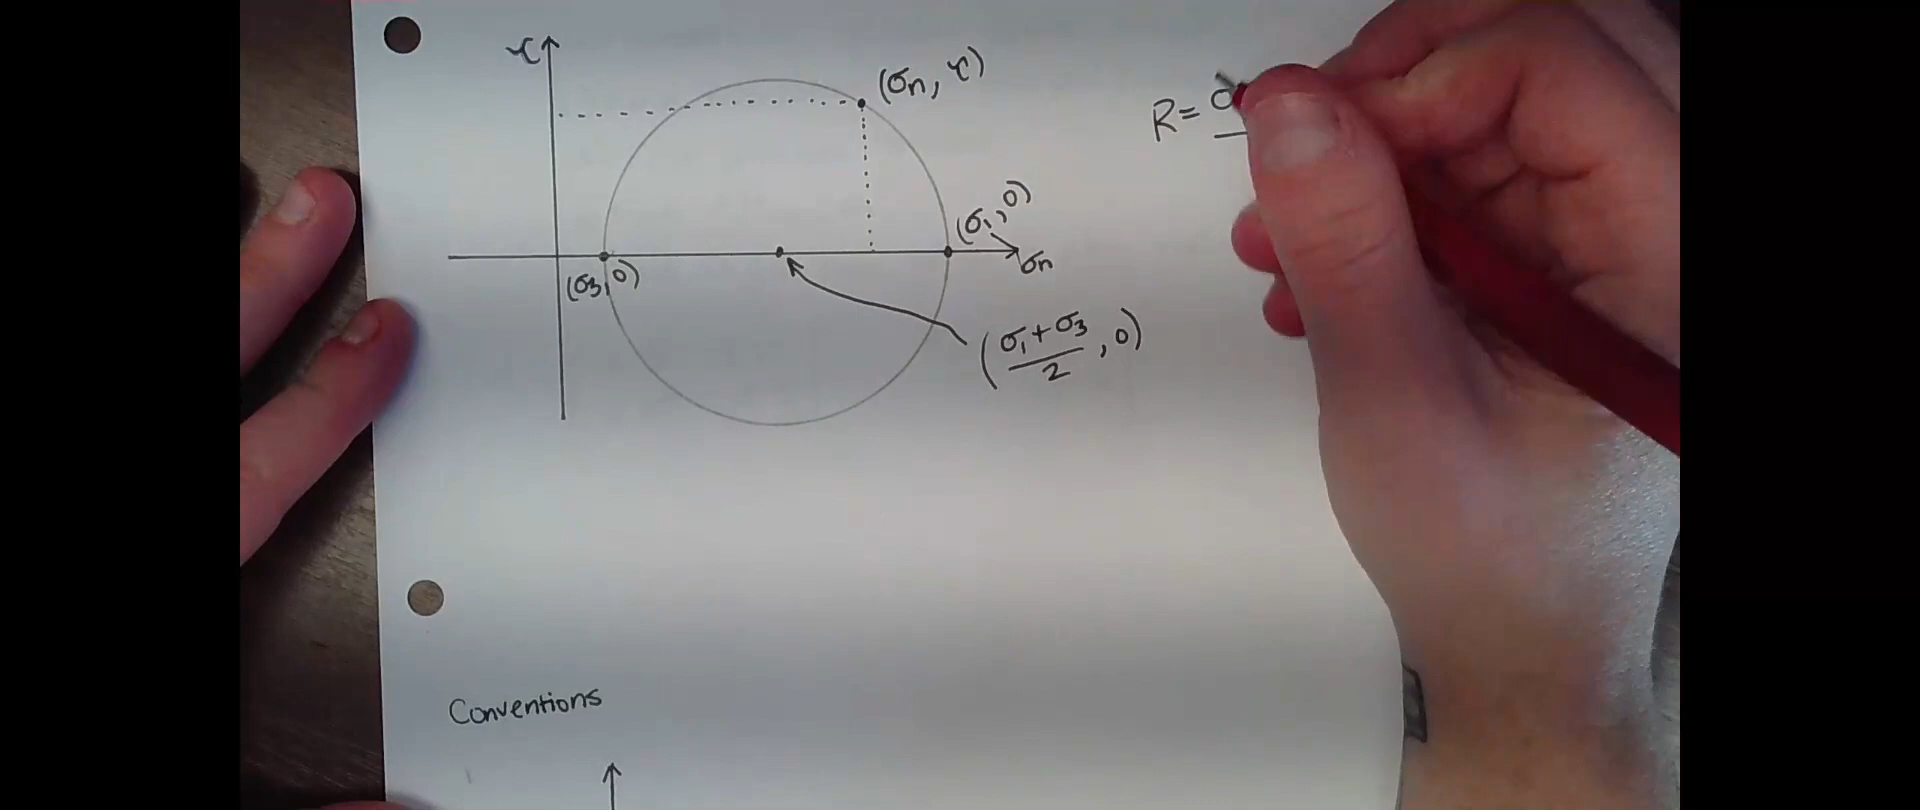 τ
(σn, τ)
R = σ
(σ1, 0)
σn
(σ3, 0)
(σ1 + σ3 / 2, 0)
Conventions